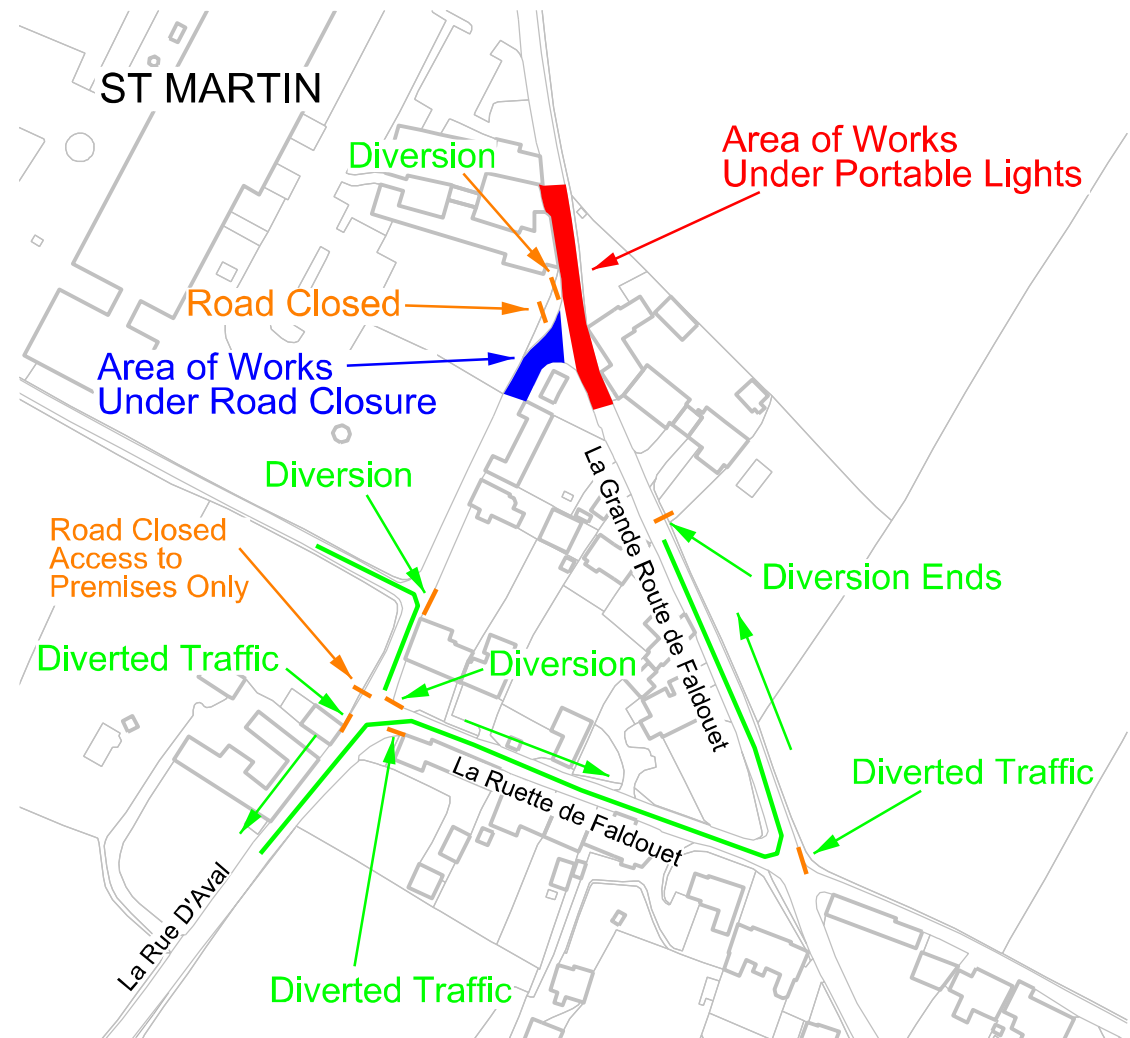 ST MARTIN
Diversion
Area of Works
Under Portable Lights
Road Closed
Area of Works
Under Road Closure
Diversion
La Grande Route de Faldouet
Road Closed
Access to
Premises Only
Diversion Ends
Diverted Traffic
Diversion
La Ruette de Faldouet
Diverted Traffic
La Rue D'Aval
Diverted Traffic